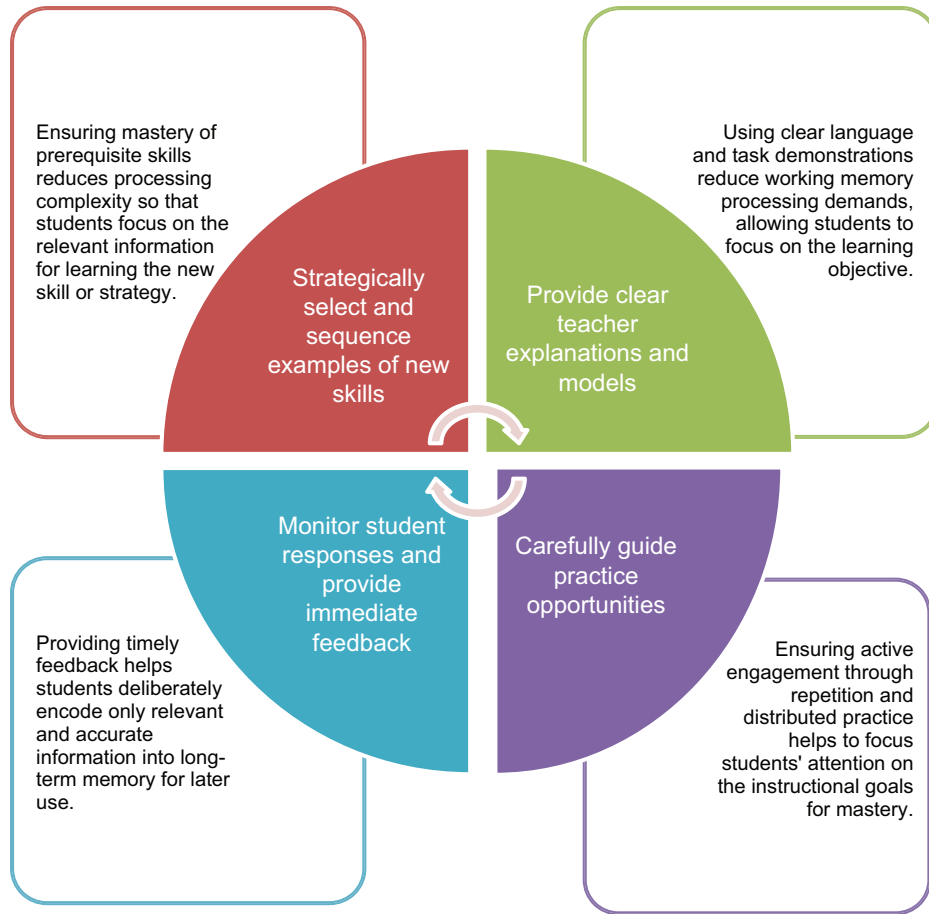 Ensuring mastery of
prerequisite skills
reduces processing
complexity so that
students focus on the
relevant information
for learning the new
skill or strategy.
Strategically
select and
sequence
examples of new
skills
Using clear language
and task demonstrations
reduce working memory
processing demands,
allowing students to
focus on the learning
objective.
Provide clear
teacher
explanations and
models
Monitor student
responses and
provide
immediate
feedback
Providing timely
feedback helps
students deliberately
encode only relevant
and accurate
information into long-
term memory for later
use.
Carefully guide
practice
opportunities
Ensuring active
engagement through
repetition and
distributed practice
helps to focus
students' attention on
the instructional goals
for mastery.